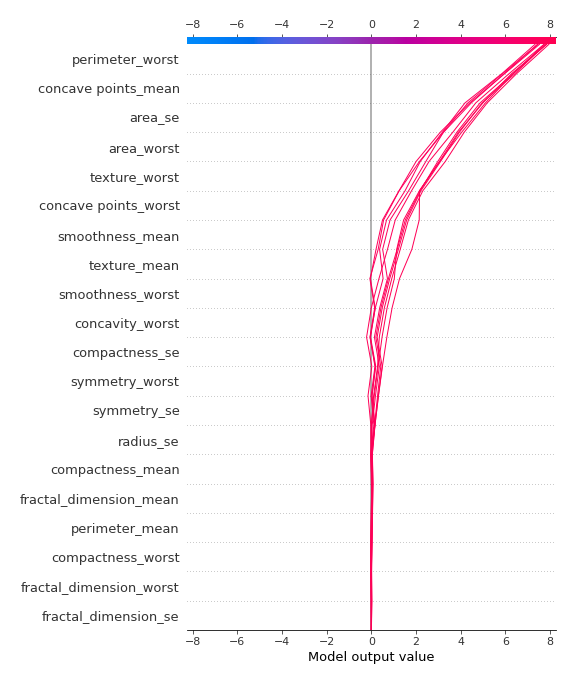 −8 −6 −4 −2 0 2 4 6 8
perimeter_worst
concave points_mean
area_se
area_worst
texture_worst
concave points_worst
smoothness_mean
texture_mean
smoothness_worst
concavity_worst
compactness_se
symmetry_worst
symmetry_se
radius_se
compactness_mean
fractal_dimension_mean
perimeter_mean
compactness_worst
fractal_dimension_worst
fractal_dimension_se
−8 −6 −4 −2 0 2 4 6 8
Model output value